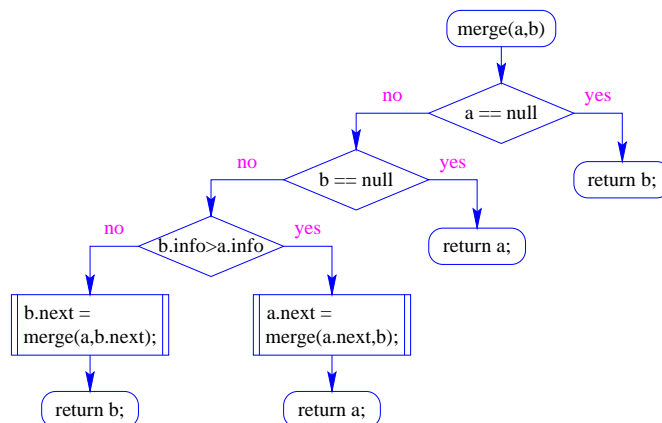 merge(a,b)
no
yes
a == null
no
yes
return b;
b == null
no
yes
return a;
b.info>a.info
b.next =
merge(a,b.next);
a.next =
merge(a.next,b);
return b;
return a;